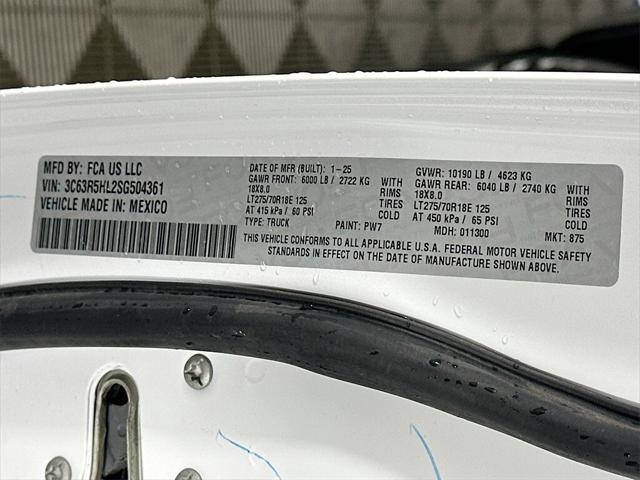 MFD BY: FCA US LLC
VIN: 3C63R5HL2SG504361
VEHICLE MADE IN: MEXICO
DATE OF MFR (BUILT): 1-25
GAWR FRONT: 6000 LB / 2722 KG WITH
18X8.0 RIMS
LT275/70R18E 125 TIRES
AT 415 kPa / 60 PSI COLD
TYPE: TRUCK PAINT: PW7
GVWR: 10190 LB / 4623 KG
GAWR REAR: 6040 LB / 2740 KG WITH
18X8.0 RIMS
LT275/70R18E 125 TIRES
AT 450 kPa / 65 PSI COLD
MDH: 011300 MKT: 875
THIS VEHICLE CONFORMS TO ALL APPLICABLE U.S.A. FEDERAL MOTOR VEHICLE SAFETY
STANDARDS IN EFFECT ON THE DATE OF MANUFACTURE SHOWN ABOVE.